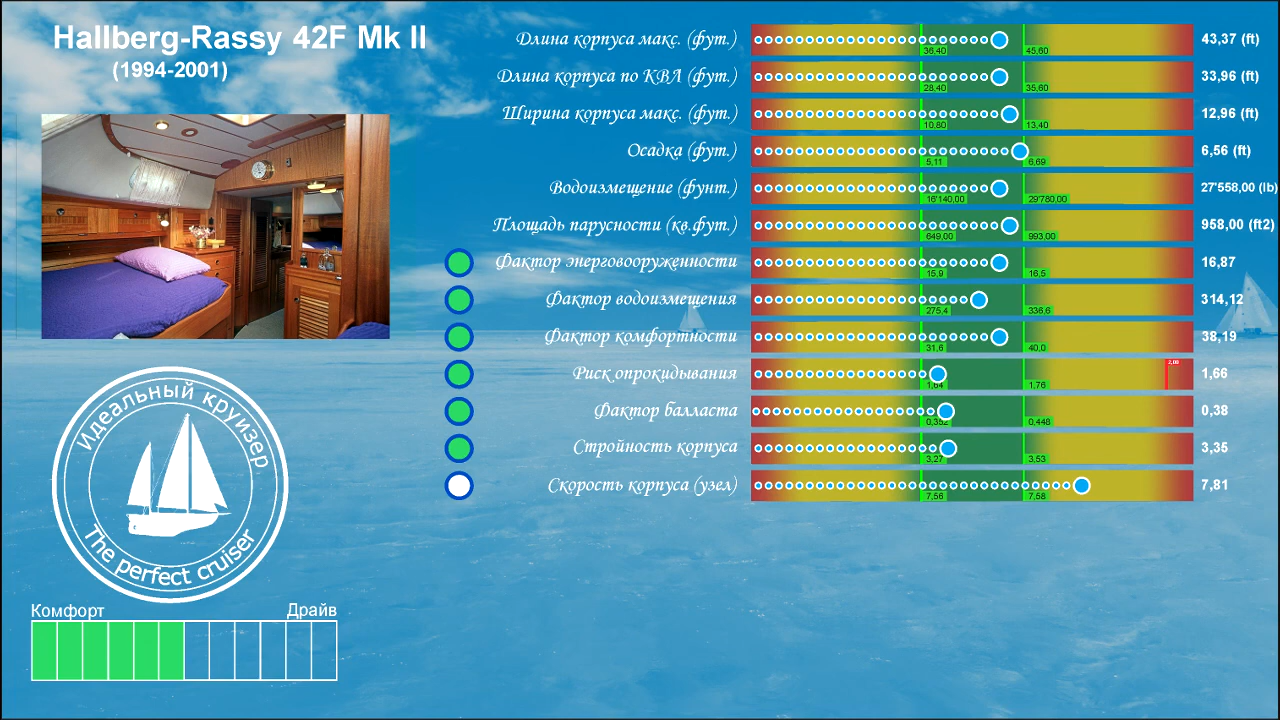 Hallberg-Rassy 42F Mk II
(1994-2001)
Длина корпуса макс. (фут.) 36,40 45,60 43,37 (ft)
Длина корпуса по КВЛ (фут.) 28,40 35,60 33,96 (ft)
Ширина корпуса макс. (фут.) 10,80 13,40 12,96 (ft)
Осадка (фут.) 5,11 6,69 6,56 (ft)
Водоизмещение (фунт.) 16'140,00 29'780,00 27'558,00 (lb)
Площадь парусности (кв.фут.) 649,00 993,00 958,00 (ft2)
Фактор энерговооруженности 15,9 16,5 16,87
Фактор водоизмещения 275,4 336,6 314,12
Фактор комфортности 31,6 40,0 38,19
Риск опрокидывания 1,64 1,76 2,08 1,66
Фактор балласта 0,352 0,448 0,38
Стройность корпуса 3,27 3,53 3,35
Скорость корпуса (узел) 7,56 7,58 7,81
Идеальный круизер
The perfect cruiser
Комфорт Драйв